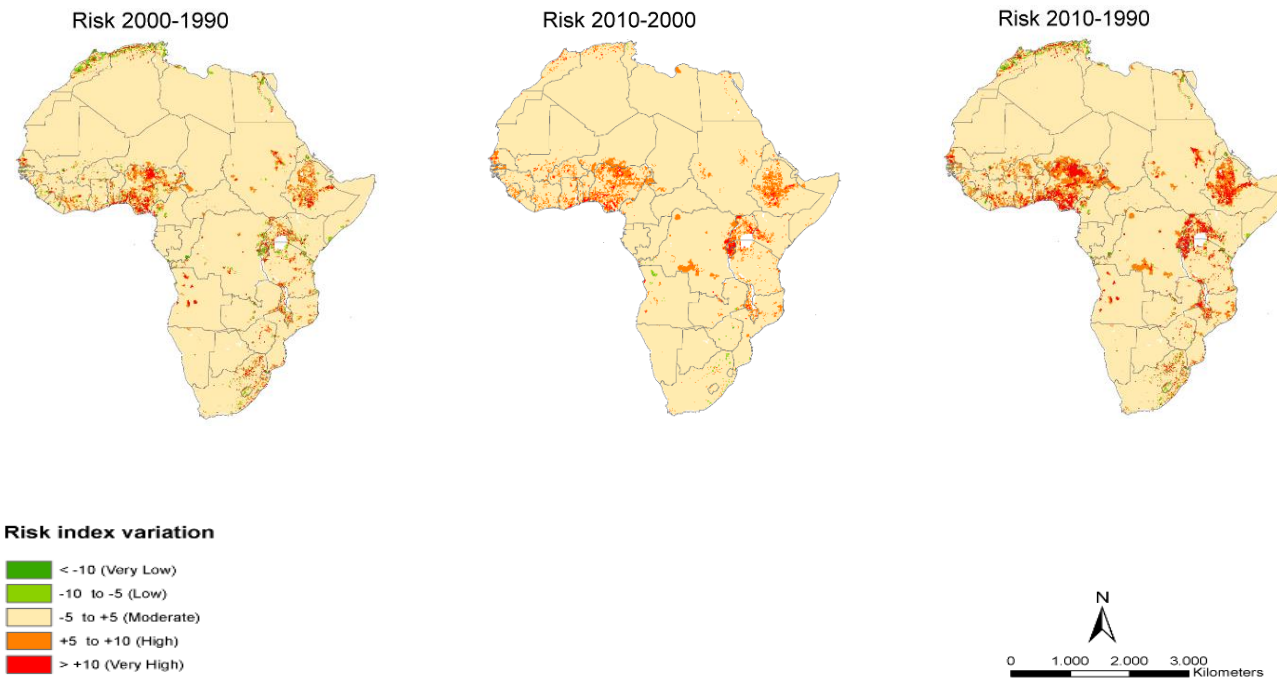 Risk 2000-1990
Risk 2010-2000
Risk 2010-1990
Risk index variation
< -10 (Very Low)
-10 to -5 (Low)
-5 to +5 (Moderate)
+5 to +10 (High)
> +10 (Very High)
N
0 1.000 2.000 3.000
Kilometers